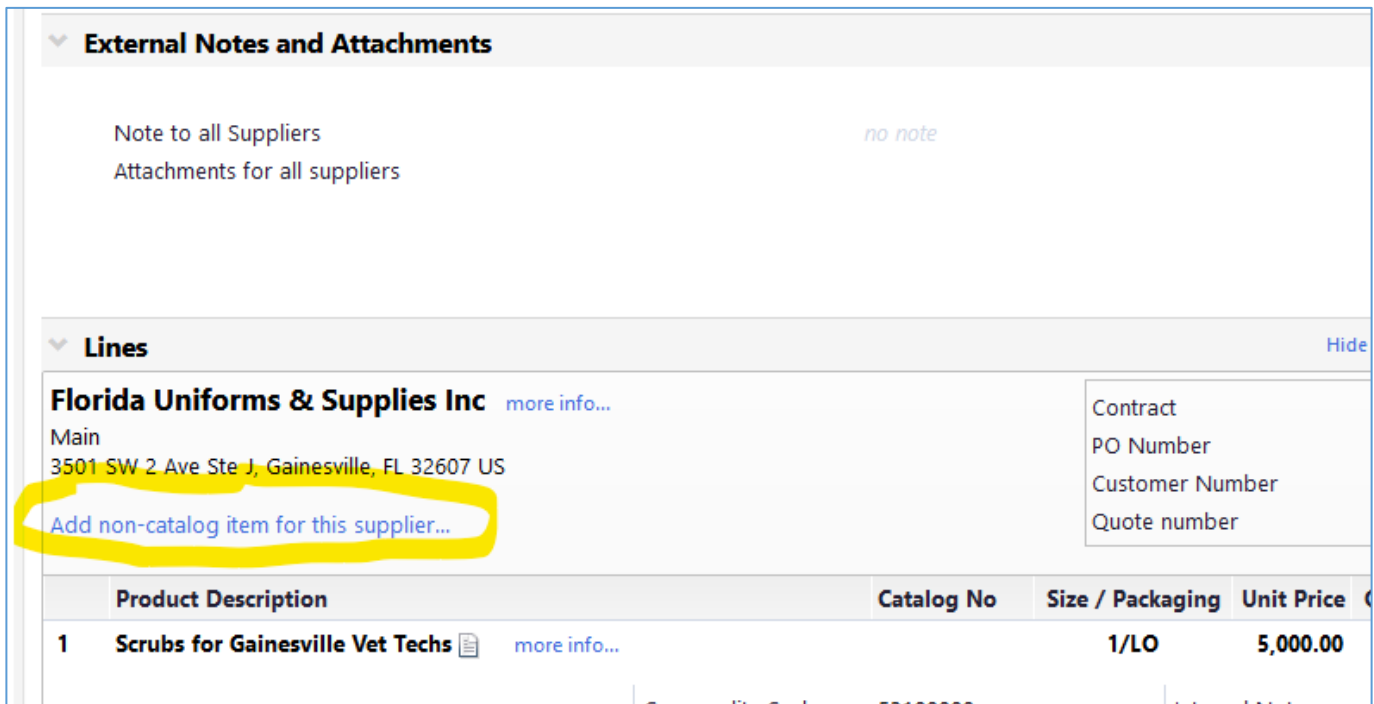 External Notes and Attachments
Note to all Suppliers no note
Attachments for all suppliers
Lines Hide
Florida Uniforms & Supplies Inc more info...
Main
3501 SW 2 Ave Ste J, Gainesville, FL 32607 US
Add non-catalog item for this supplier...
Contract
PO Number
Customer Number
Quote number
Product Description Catalog No Size / Packaging Unit Price
1 Scrubs for Gainesville Vet Techs more info... 1/LO 5,000.00